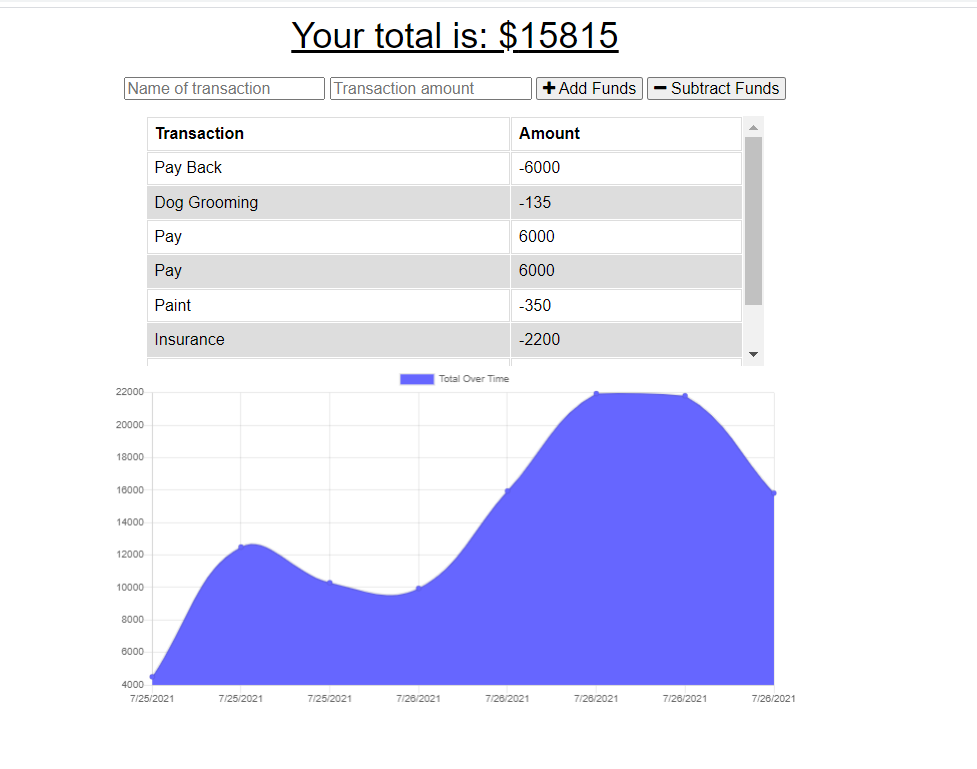 Your total is: $15815
Name of transaction Transaction amount + Add Funds − Subtract Funds
Transaction Amount
Pay Back -6000
Dog Grooming -135
Pay 6000
Pay 6000
Paint -350
Insurance -2200
Total Over Time
22000
20000
18000
16000
14000
12000
10000
8000
6000
4000
7/25/2021 7/25/2021 7/25/2021 7/26/2021 7/26/2021 7/26/2021 7/26/2021 7/26/2021